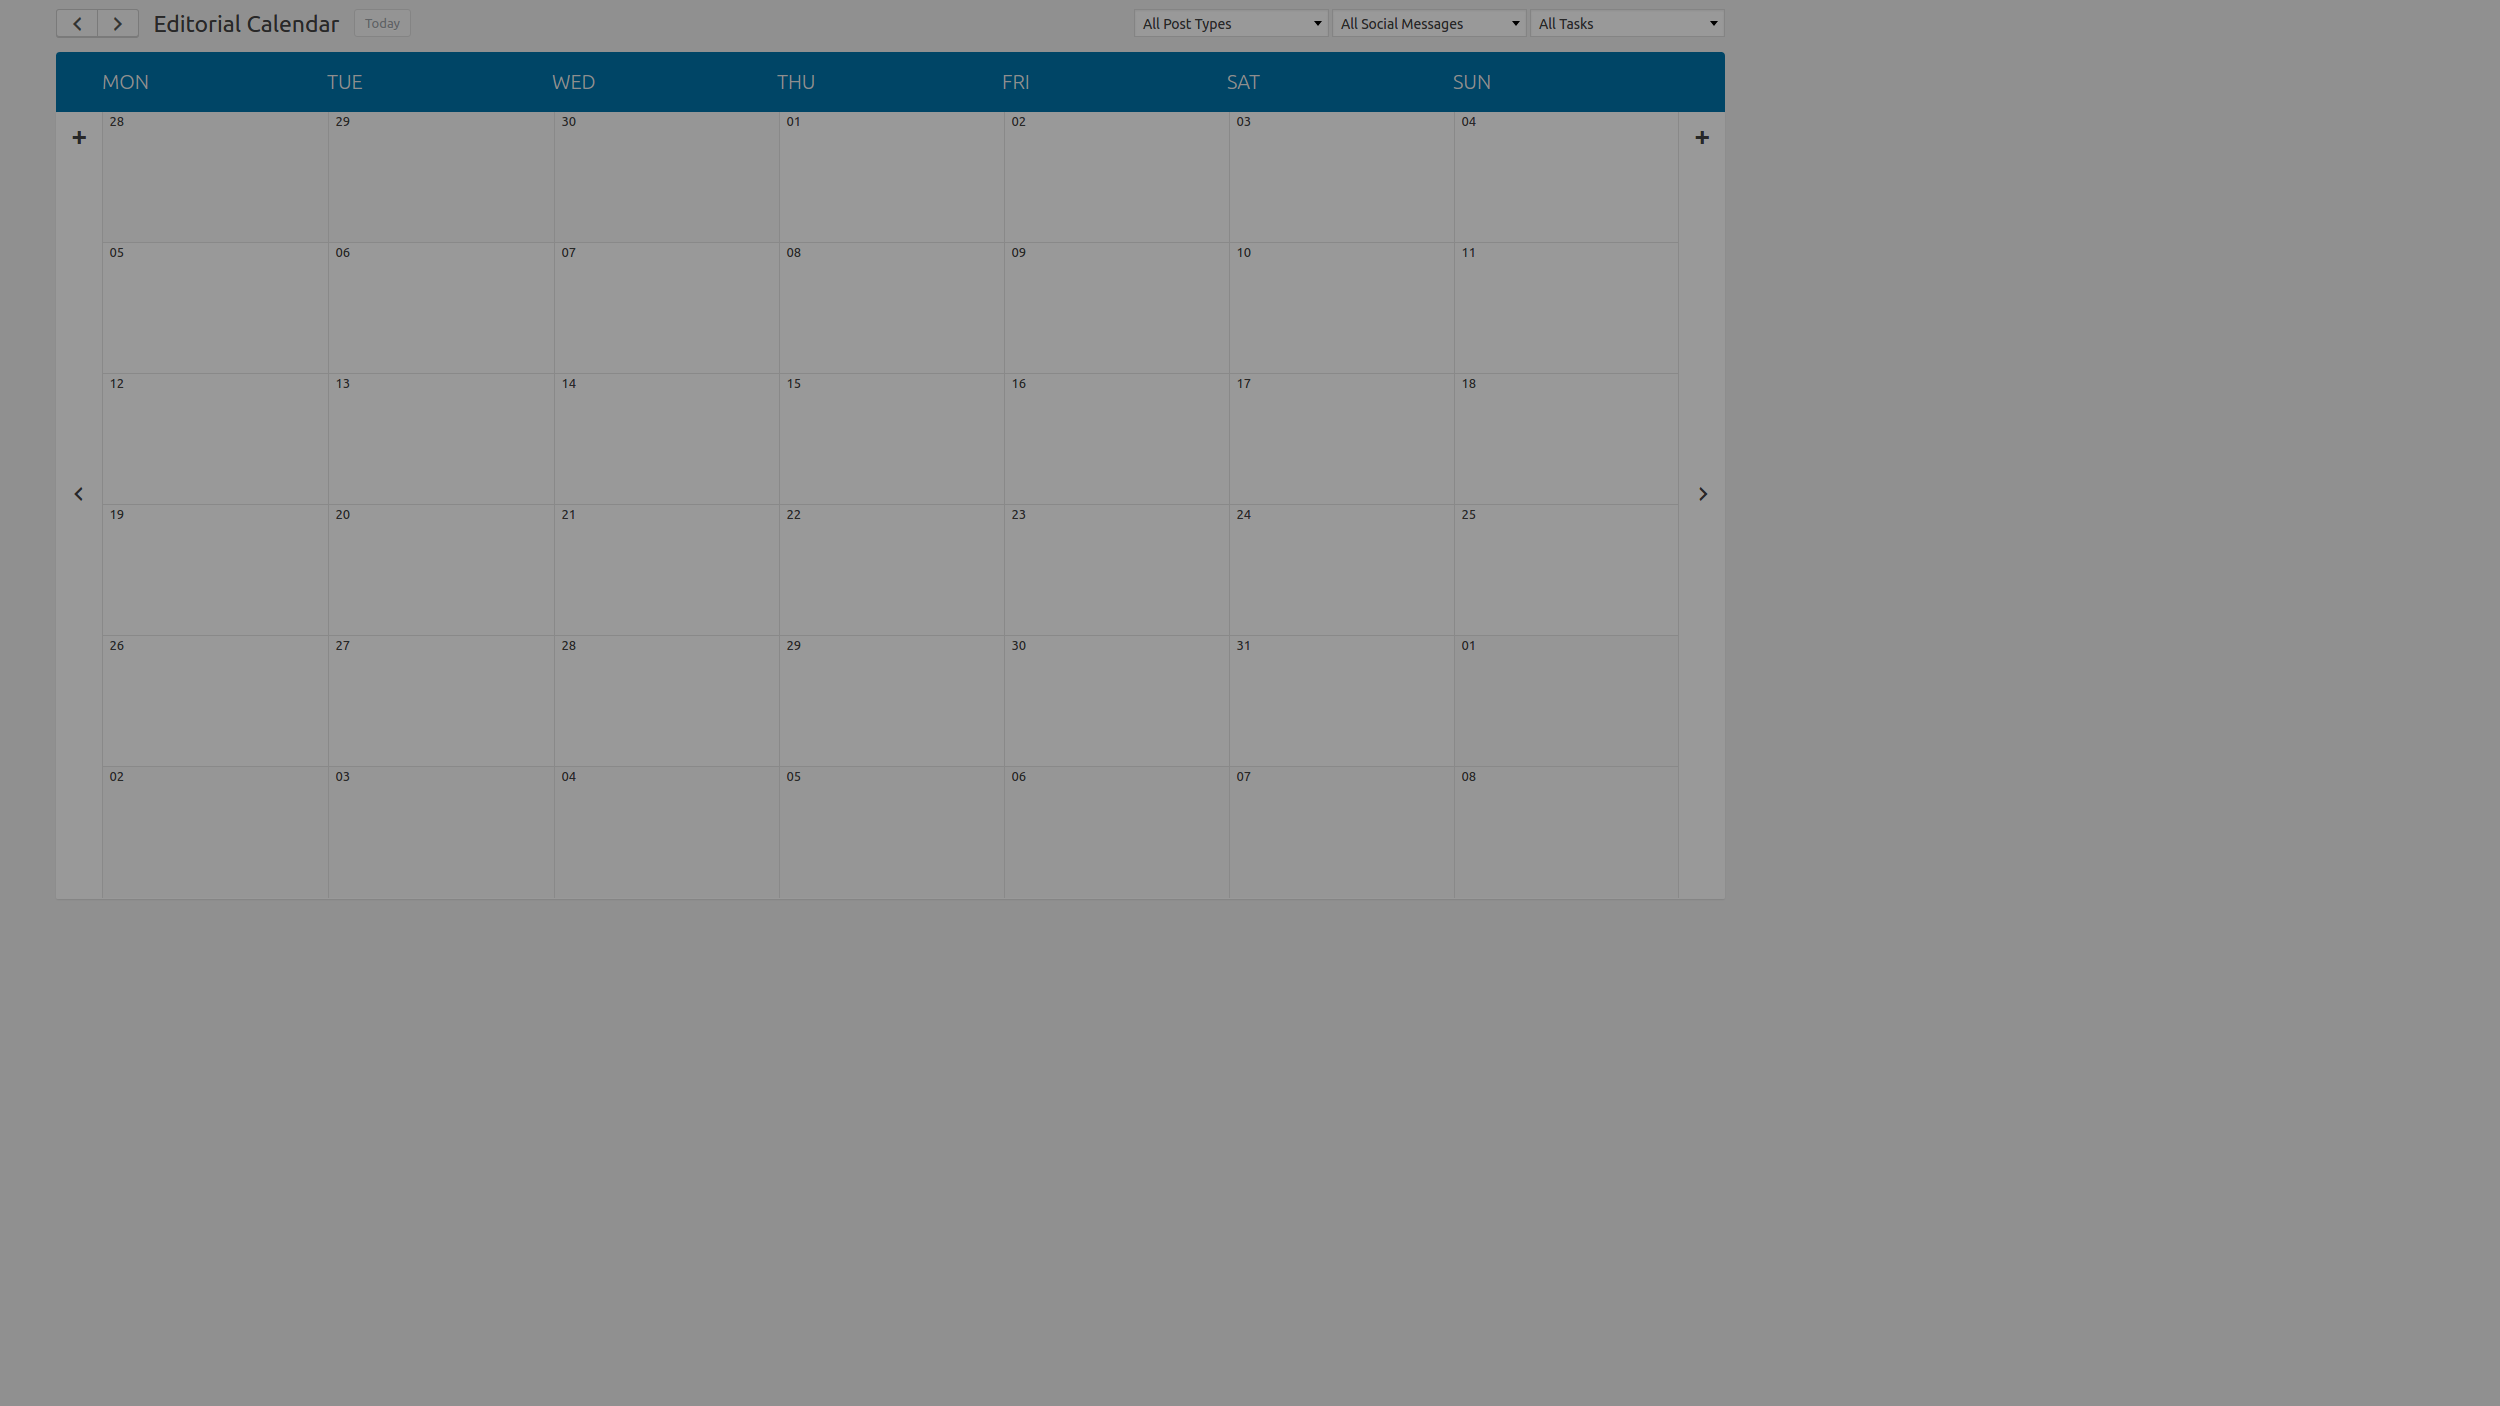 Editorial Calendar Today All Post Types All Social Messages All Tasks
MON TUE WED THU FRI SAT SUN
28 29 30 01 02 03 04
05 06 07 08 09 10 11
12 13 14 15 16 17 18
19 20 21 22 23 24 25
26 27 28 29 30 31 01
02 03 04 05 06 07 08